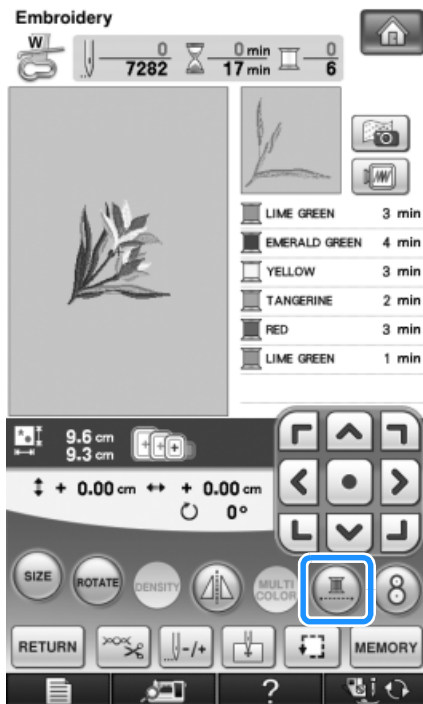 Embroidery
W
0 0 min 0
7282 17 min 6
LIME GREEN 3 min
EMERALD GREEN 4 min
YELLOW 3 min
TANGERINE 2 min
RED 3 min
LIME GREEN 1 min
9.6 cm
9.3 cm
+ 0.00 cm + 0.00 cm
0°
SIZE ROTATE DENSITY MULTI COLOR 8
RETURN -/+ MEMORY
?